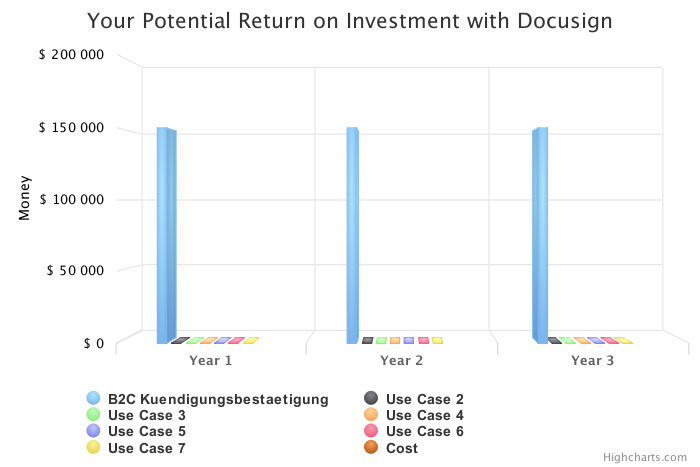 Your Potential Return on Investment with Docusign
$ 200 000
$ 150 000
$ 100 000
$ 50 000
$ 0
Money
Year 1
Year 2
Year 3
B2C Kuendigungsbestaetigung
Use Case 2
Use Case 3
Use Case 4
Use Case 5
Use Case 6
Use Case 7
Cost
Highcharts.com